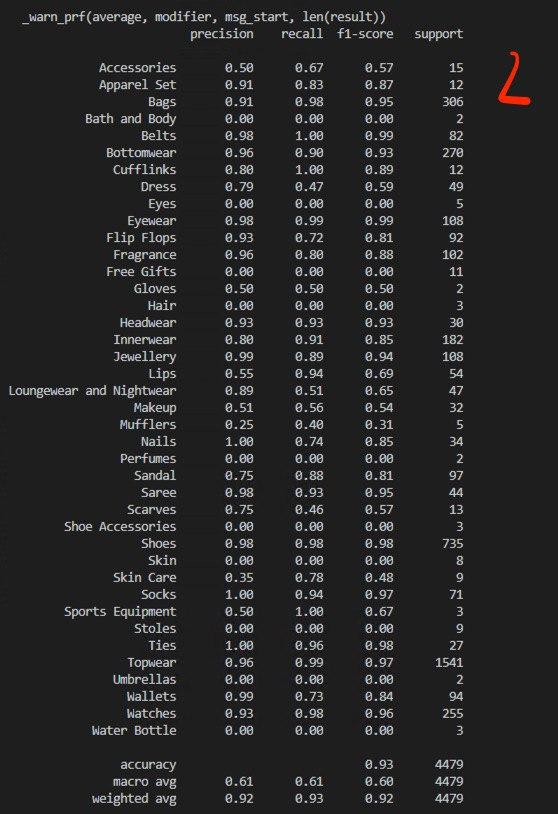 _warn_prf(average, modifier, msg_start, len(result))
precision recall f1-score support
2
Accessories 0.50 0.67 0.57 15
Apparel Set 0.91 0.83 0.87 12
Bags 0.91 0.98 0.95 306
Bath and Body 0.00 0.00 0.00 2
Belts 0.98 1.00 0.99 82
Bottomwear 0.96 0.90 0.93 270
Cufflinks 0.80 1.00 0.89 12
Dress 0.79 0.47 0.59 49
Eyes 0.00 0.00 0.00 5
Eyewear 0.98 0.99 0.99 108
Flip Flops 0.93 0.72 0.81 92
Fragrance 0.96 0.80 0.88 102
Free Gifts 0.00 0.00 0.00 11
Gloves 0.50 0.50 0.50 2
Hair 0.00 0.00 0.00 3
Headwear 0.93 0.93 0.93 30
Innerwear 0.80 0.91 0.85 182
Jewellery 0.99 0.89 0.94 108
Lips 0.55 0.94 0.69 54
Loungewear and Nightwear 0.89 0.51 0.65 47
Makeup 0.51 0.56 0.54 32
Mufflers 0.25 0.40 0.31 5
Nails 1.00 0.74 0.85 34
Perfumes 0.00 0.00 0.00 2
Sandal 0.75 0.88 0.81 97
Saree 0.98 0.93 0.95 44
Scarves 0.75 0.46 0.57 13
Shoe Accessories 0.00 0.00 0.00 3
Shoes 0.98 0.98 0.98 735
Skin 0.00 0.00 0.00 8
Skin Care 0.35 0.78 0.48 9
Socks 1.00 0.94 0.97 71
Sports Equipment 0.50 1.00 0.67 3
Stoles 0.00 0.00 0.00 9
Ties 1.00 0.96 0.98 27
Topwear 0.96 0.99 0.97 1541
Umbrellas 0.00 0.00 0.00 2
Wallets 0.99 0.73 0.84 94
Watches 0.93 0.98 0.96 255
Water Bottle 0.00 0.00 0.00 3
accuracy 0.93 4479
macro avg 0.61 0.61 0.60 4479
weighted avg 0.92 0.93 0.92 4479